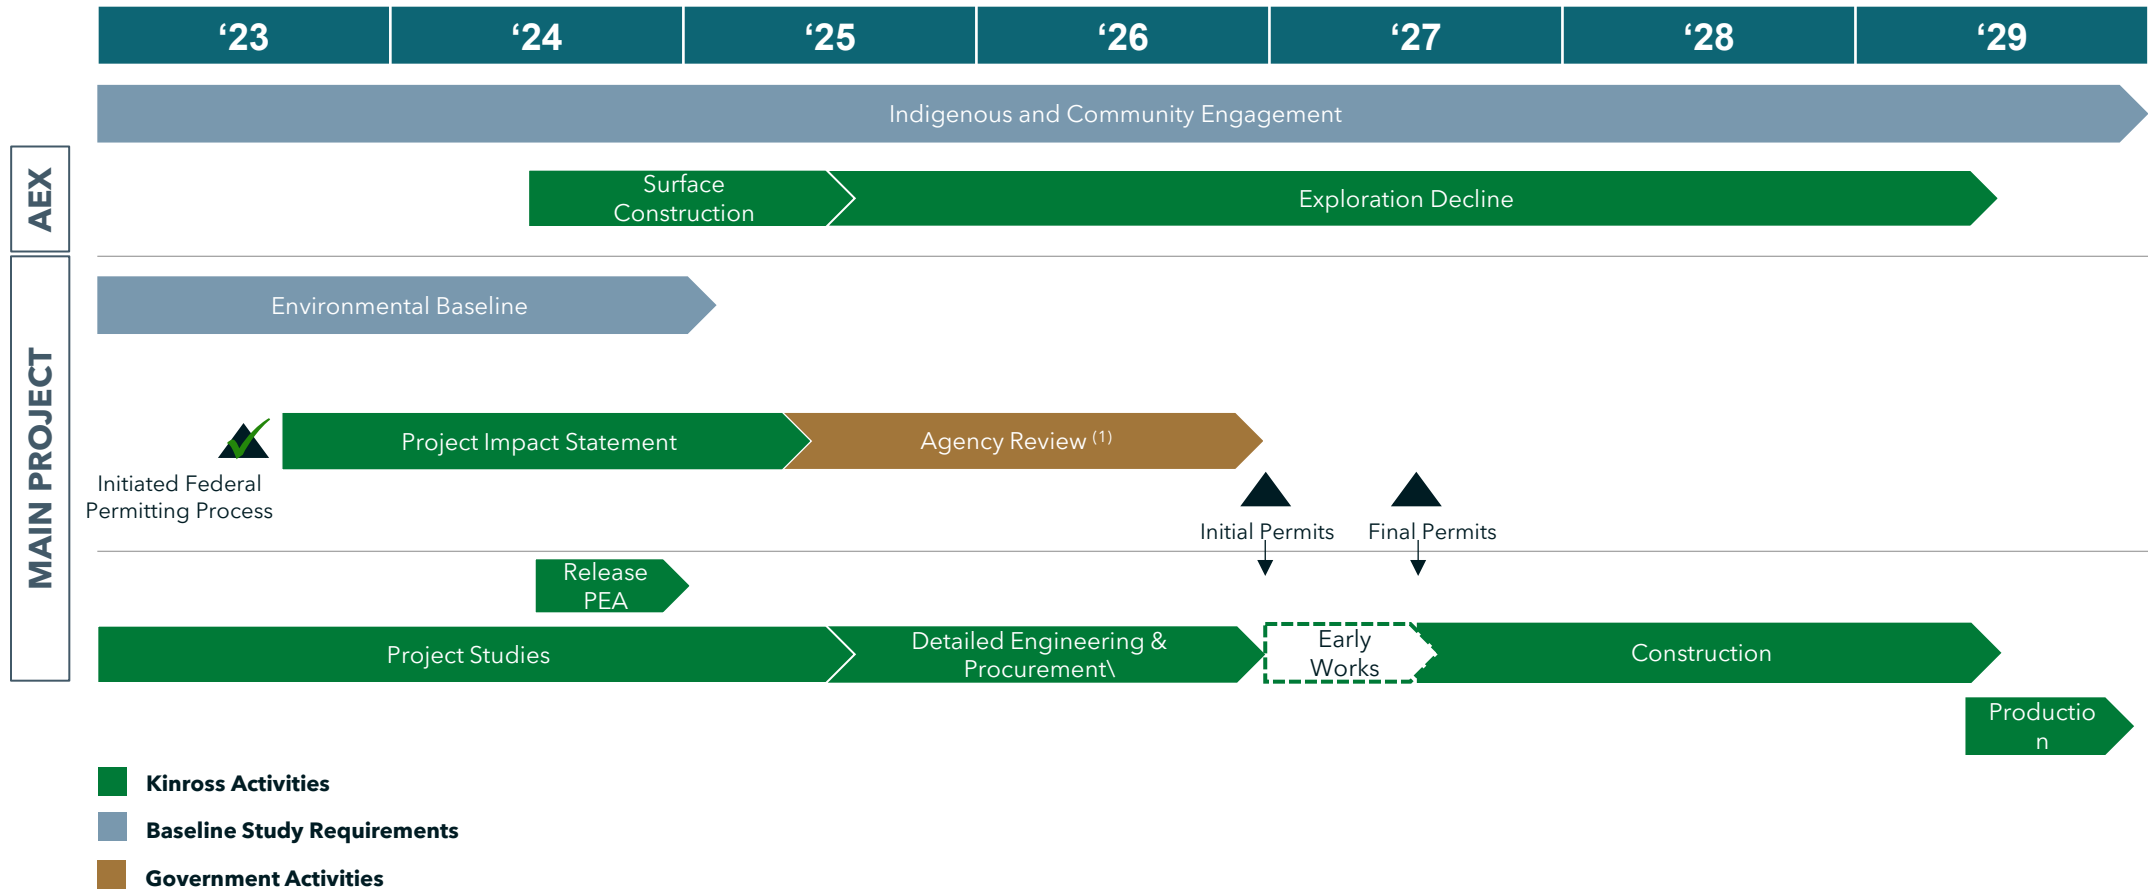 ‘23
‘24
‘25
‘26
‘27
‘28
‘29
Indigenous and Community Engagement
AEX
Surface
Construction
Exploration Decline
MAIN PROJECT
Environmental Baseline
Project Impact Statement
Agency Review (1)
Initiated Federal
Permitting Process
Initial Permits
Final Permits
Release
PEA
Project Studies
Detailed Engineering &
Procurement\
Early
Works
Construction
Productio
n
Kinross Activities
Baseline Study Requirements
Government Activities